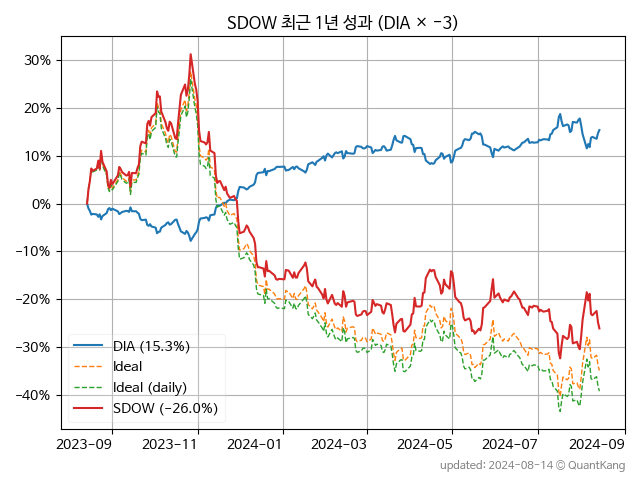 SDOW 최근 1년 성과 (DIA × −3)
30%
20%
10%
0%
−10%
−20%
−30%
−40%
DIA (15.3%)
Ideal
Ideal (daily)
SDOW (−26.0%)
2023−09 2023−11 2024−01 2024−03 2024−05 2024−07 2024−09
updated: 2024−08−14 © QuantKang